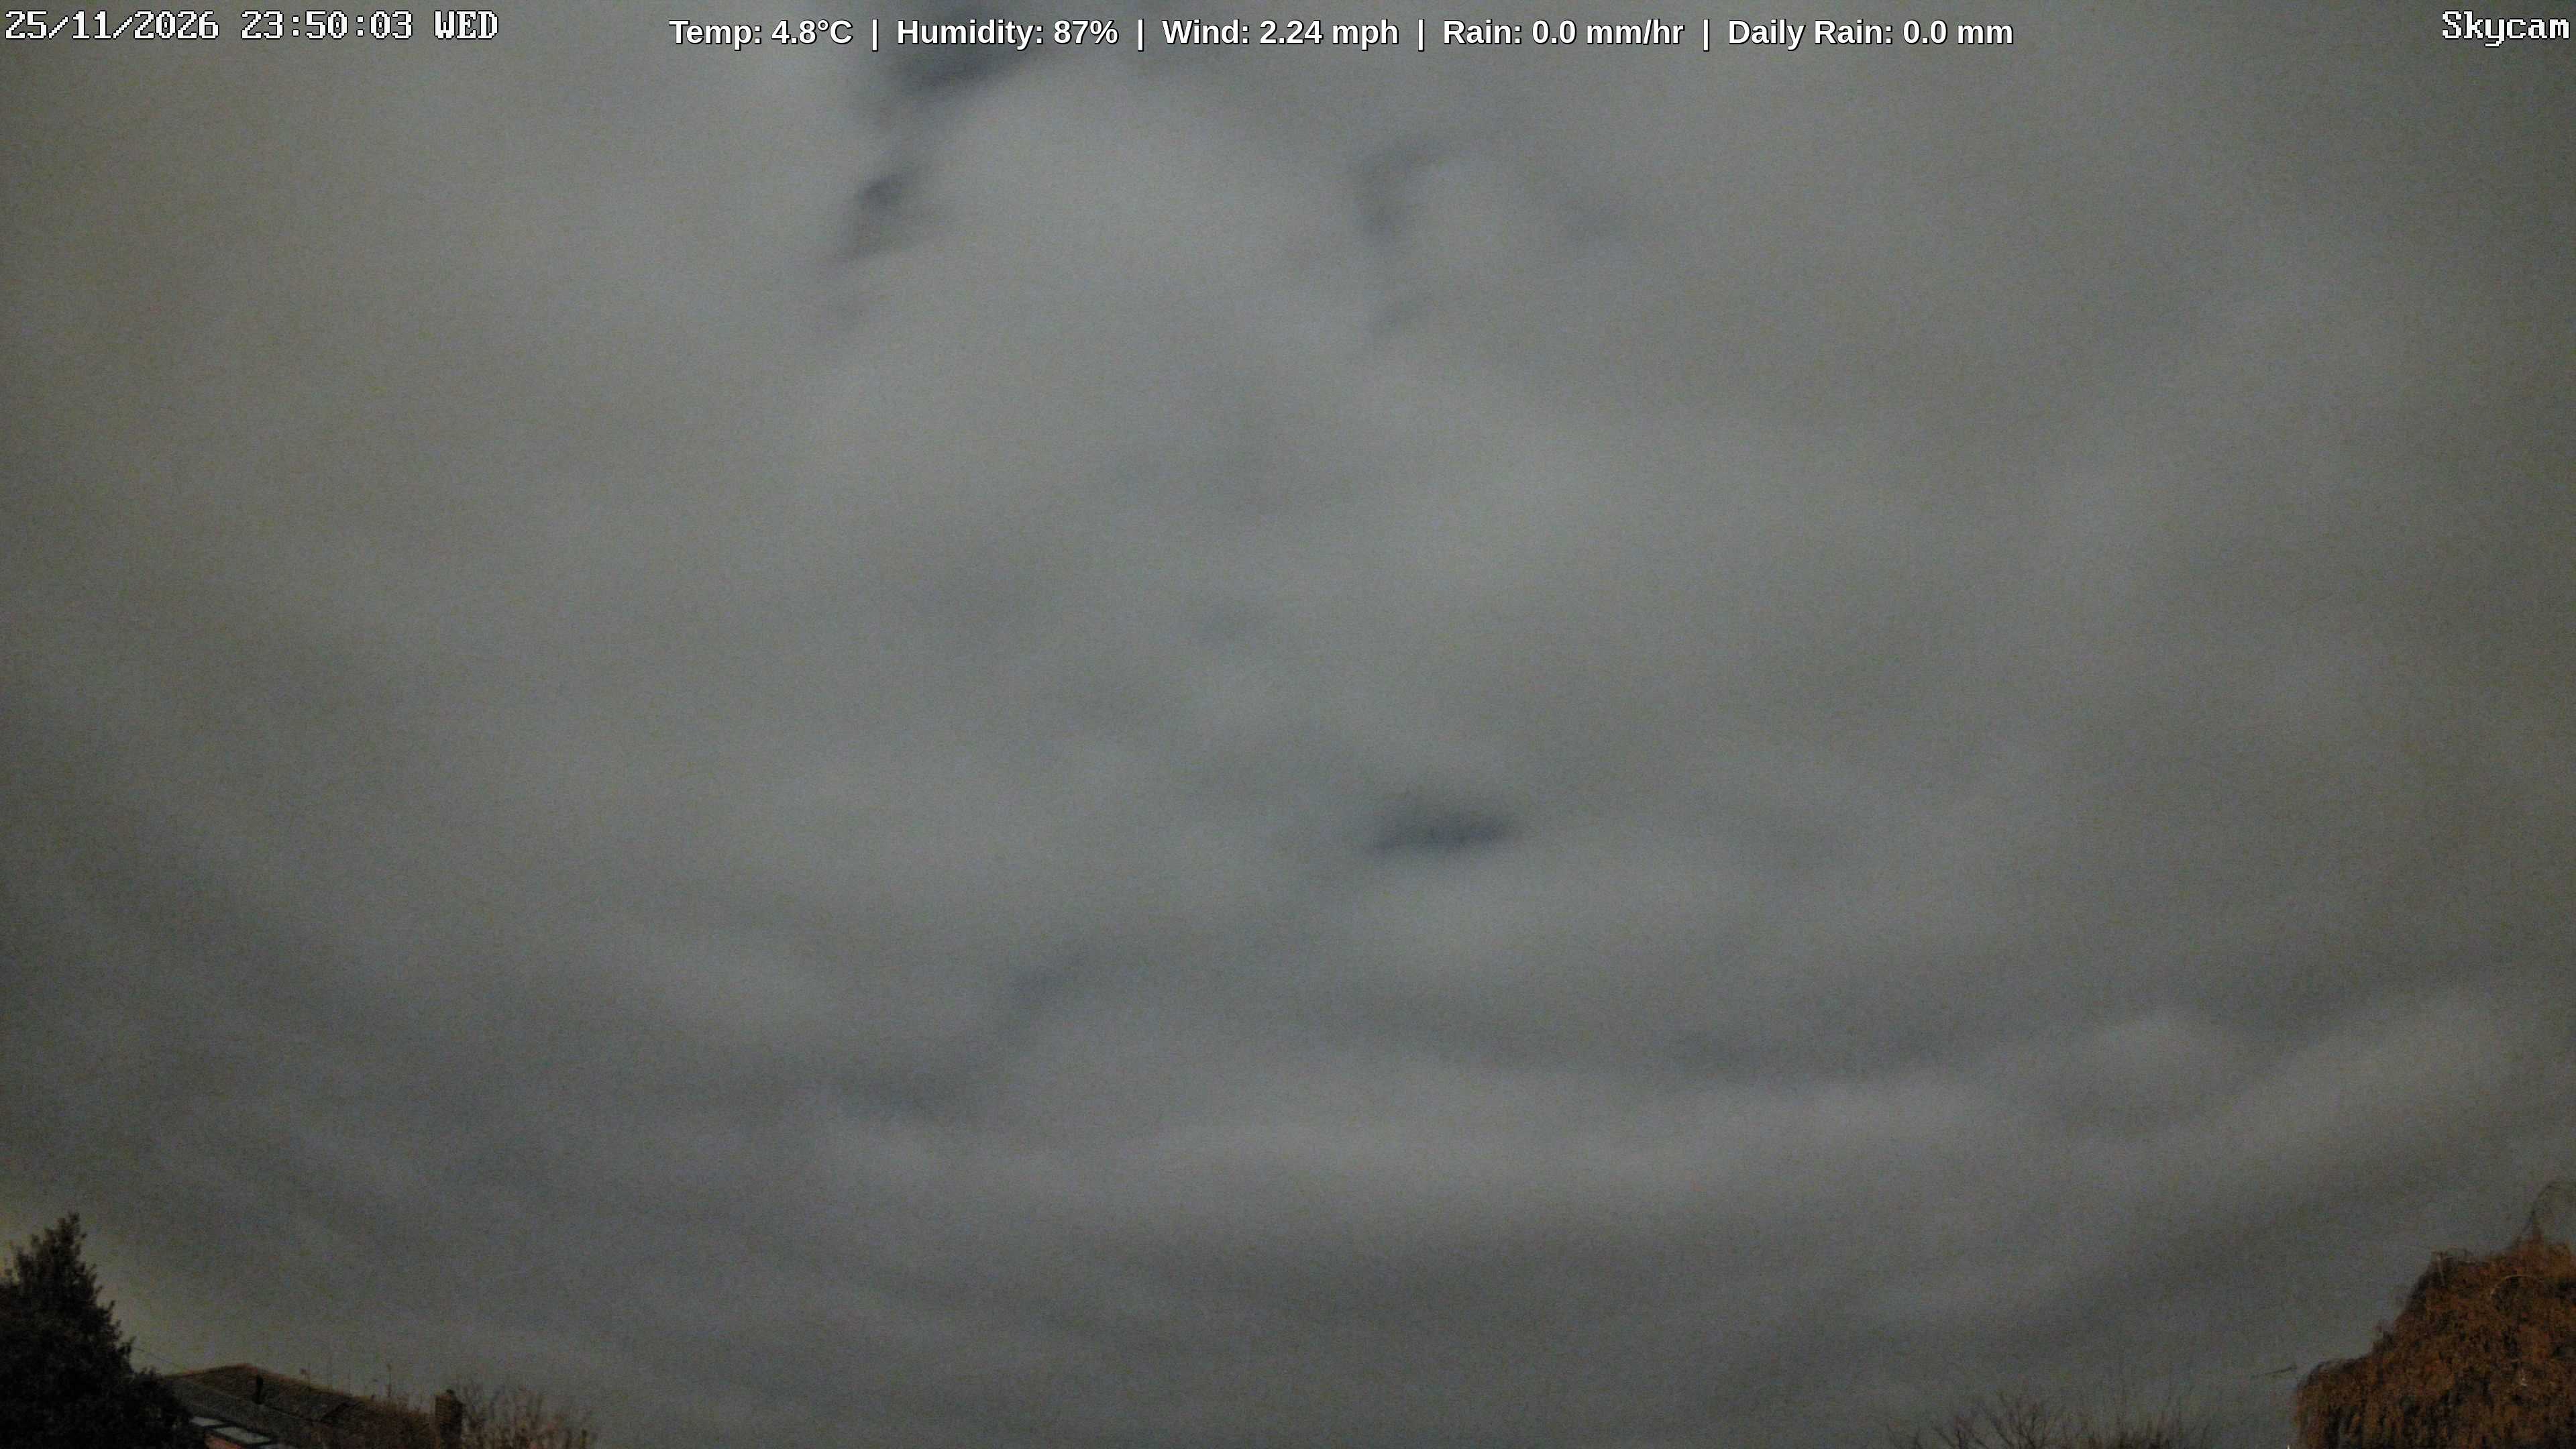 25/11/2026 23:50:03 WED
Temp: 4.8°C | Humidity: 87% | Wind: 2.24 mph | Rain: 0.0 mm/hr | Daily Rain: 0.0 mm
Skycam